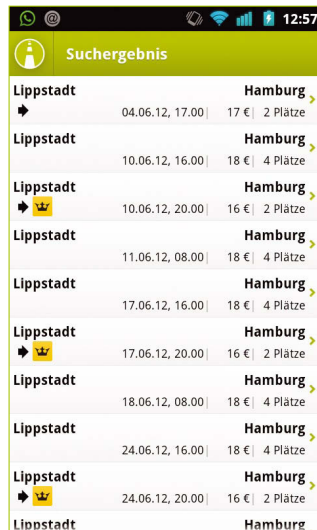 12:57
Suchergebnis
Lippstadt Hamburg
04.06.12, 17.00| 17 €| 2 Plätze
Lippstadt Hamburg
10.06.12, 16.00| 18 €| 4 Plätze
Lippstadt Hamburg
10.06.12, 20.00| 16 €| 2 Plätze
Lippstadt Hamburg
11.06.12, 08.00| 18 €| 4 Plätze
Lippstadt Hamburg
17.06.12, 16.00| 18 €| 4 Plätze
Lippstadt Hamburg
17.06.12, 20.00| 16 €| 2 Plätze
Lippstadt Hamburg
18.06.12, 08.00| 18 €| 4 Plätze
Lippstadt Hamburg
24.06.12, 16.00| 18 €| 4 Plätze
Lippstadt Hamburg
24.06.12, 20.00| 16 €| 2 Plätze
Lippstadt Hamburg